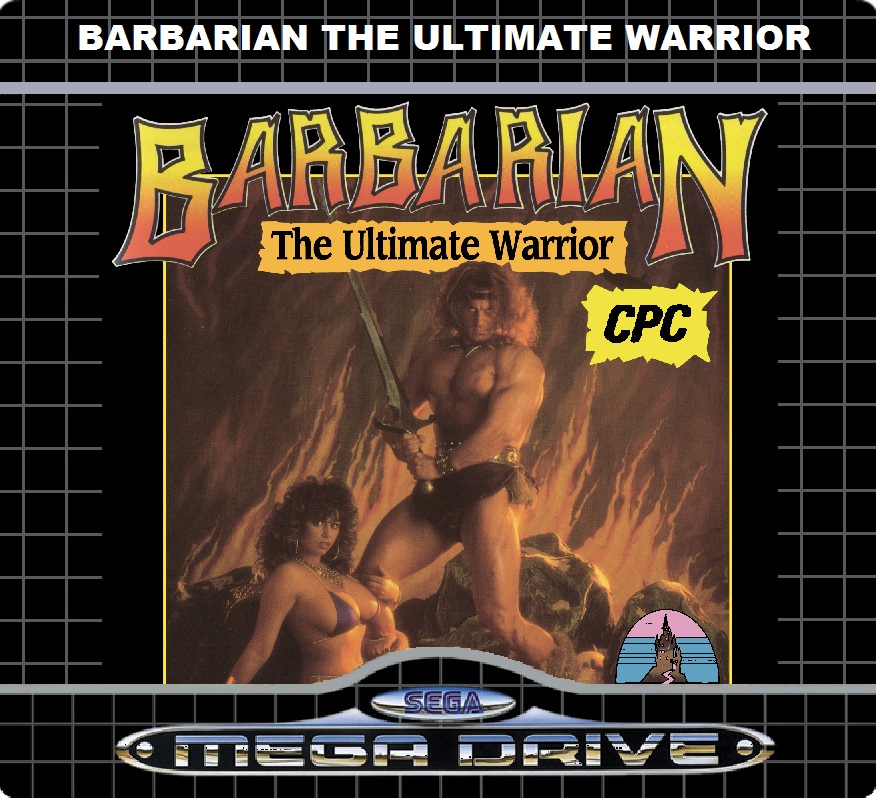 BARBARIAN THE ULTIMATE WARRIOR
BARBARIAN
The Ultimate Warrior
CPC
SEGA
MEGA DRIVE